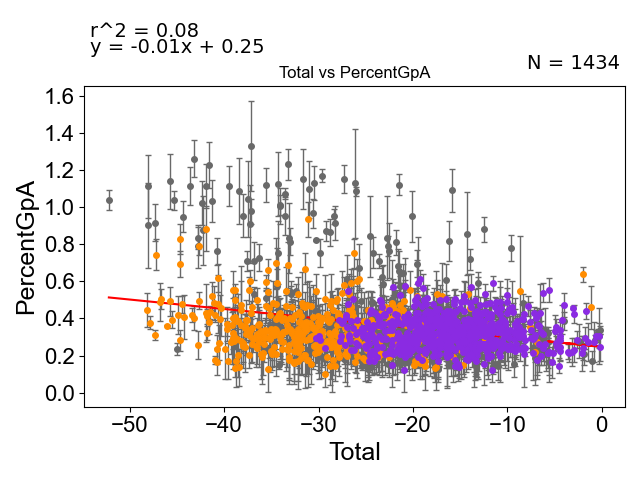 r^2 = 0.08
y = -0.01x + 0.25
N = 1434
Total vs PercentGpA
PercentGpA
1.6
1.4
1.2
1.0
0.8
0.6
0.4
0.2
0.0
−50 −40 −30 −20 −10 0
Total